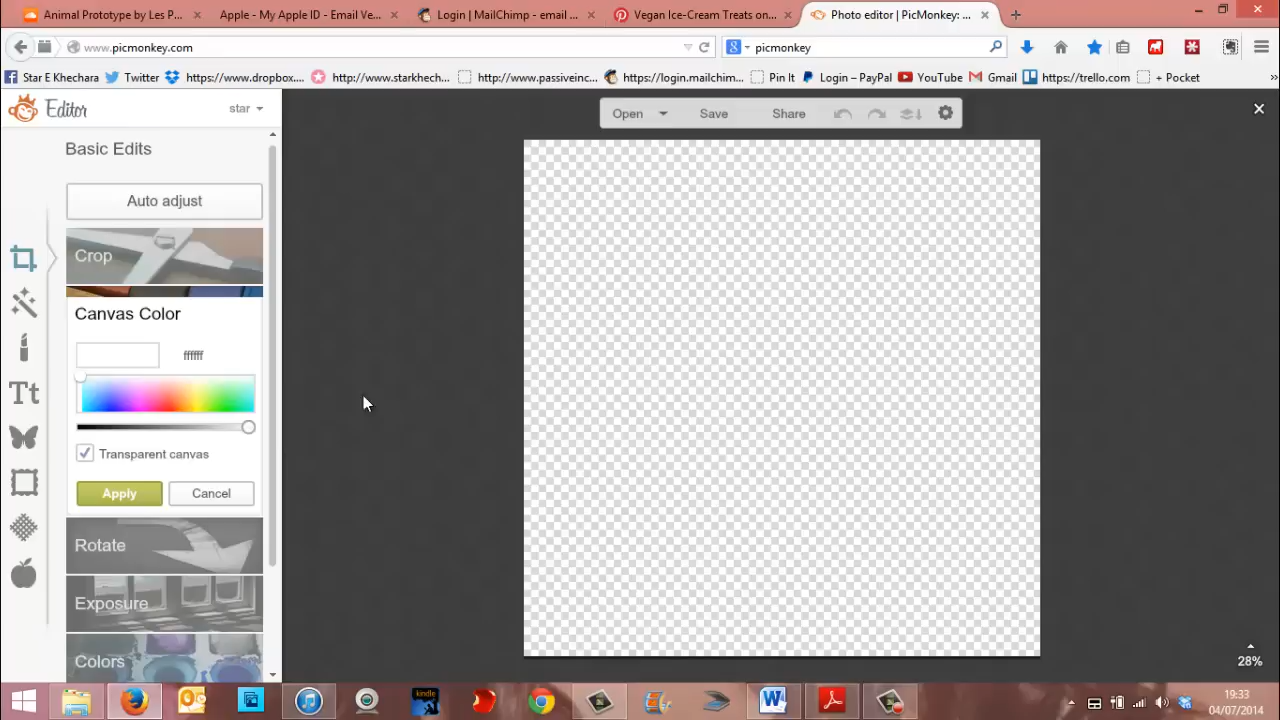 Animal Prototype by Les P...
Apple - My Apple ID - Email Ve...
Login | MailChimp - email ...
Vegan Ice-Cream Treats on...
Photo editor | PicMonkey: ...
www.picmonkey.com
picmonkey
Star E Khechara
Twitter
https://www.dropbox....
http://www.starkhech...
http://www.passiveinc...
https://login.mailchim...
Pin It
Login – PayPal
YouTube
Gmail
https://trello.com
+ Pocket
Editor
star
Open
Save
Share
Basic Edits
Auto adjust
Crop
Canvas Color
ffffff
Transparent canvas
Apply
Cancel
Rotate
Exposure
Colors
Tt
28%
kindle
19:33
04/07/2014